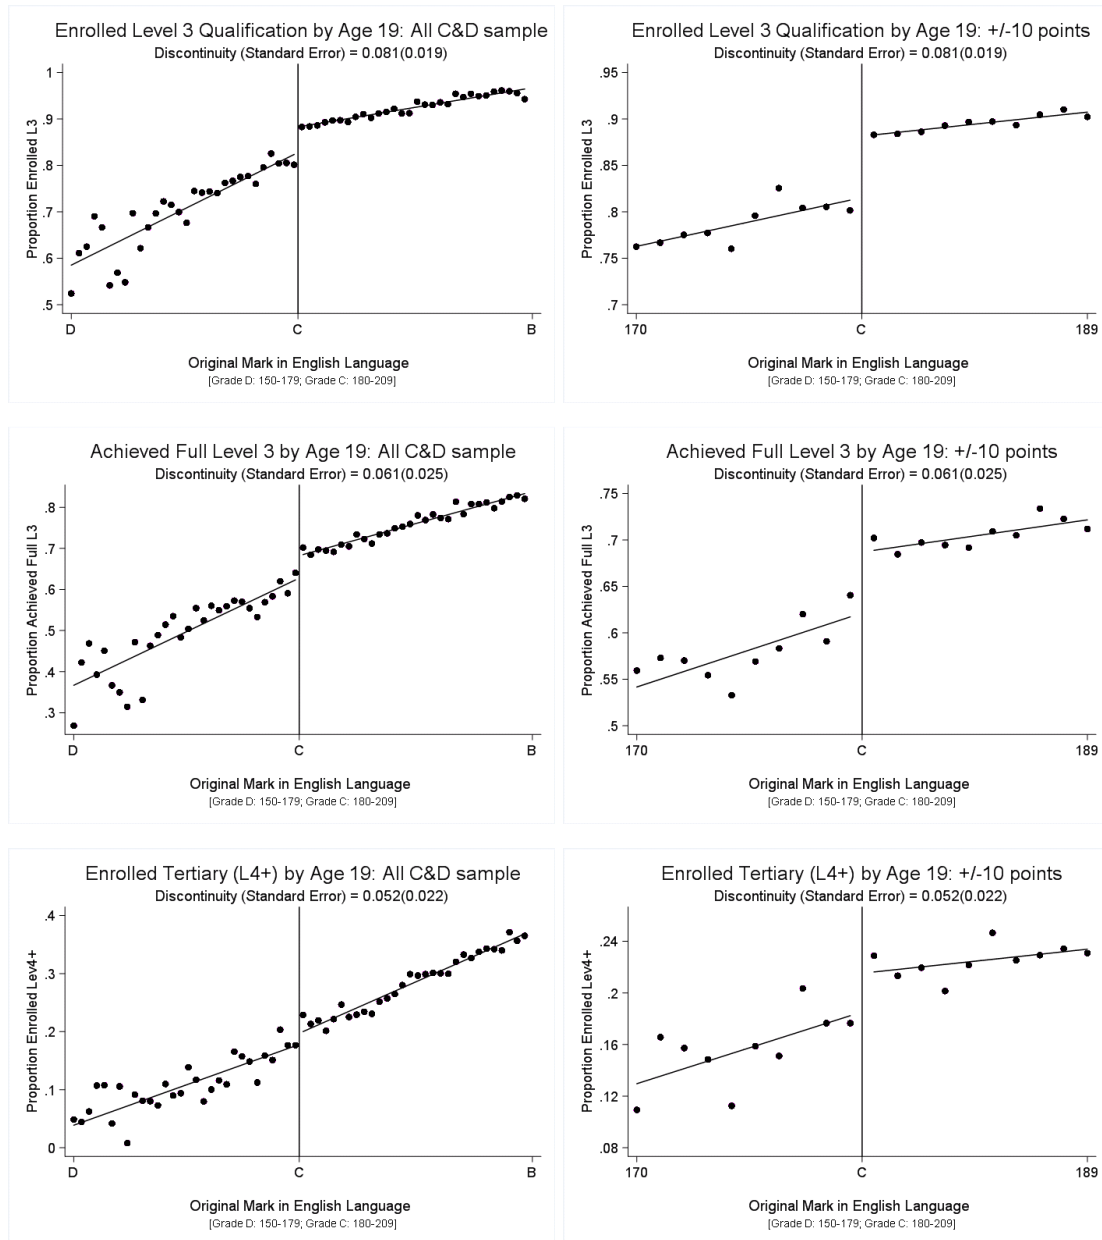 Enrolled Level 3 Qualification by Age 19: All C&D sample
Discontinuity (Standard Error) = 0.081(0.019)
Proportion Enrolled L3
1
.9
.8
.7
.6
.5
D
C
B
Original Mark in English Language
[Grade D: 150-179; Grade C: 180-209]
Enrolled Level 3 Qualification by Age 19: +/-10 points
Discontinuity (Standard Error) = 0.081(0.019)
Proportion Enrolled L3
.95
.9
.85
.8
.75
.7
170
C
189
Original Mark in English Language
[Grade D: 150-179; Grade C: 180-209]
Achieved Full Level 3 by Age 19: All C&D sample
Discontinuity (Standard Error) = 0.061(0.025)
Proportion Achieved Full L3
.8
.7
.6
.5
.4
.3
D
C
B
Original Mark in English Language
[Grade D: 150-179; Grade C: 180-209]
Achieved Full Level 3 by Age 19: +/-10 points
Discontinuity (Standard Error) = 0.061(0.025)
Proportion Achieved Full L3
.75
.7
.65
.6
.55
.5
170
C
189
Original Mark in English Language
[Grade D: 150-179; Grade C: 180-209]
Enrolled Tertiary (L4+) by Age 19: All C&D sample
Discontinuity (Standard Error) = 0.052(0.022)
Proportion Enrolled Lev4+
.4
.3
.2
.1
0
D
C
B
Original Mark in English Language
[Grade D: 150-179; Grade C: 180-209]
Enrolled Tertiary (L4+) by Age 19: +/-10 points
Discontinuity (Standard Error) = 0.052(0.022)
Proportion Enrolled Lev4+
.24
.2
.16
.12
.08
170
C
189
Original Mark in English Language
[Grade D: 150-179; Grade C: 180-209]